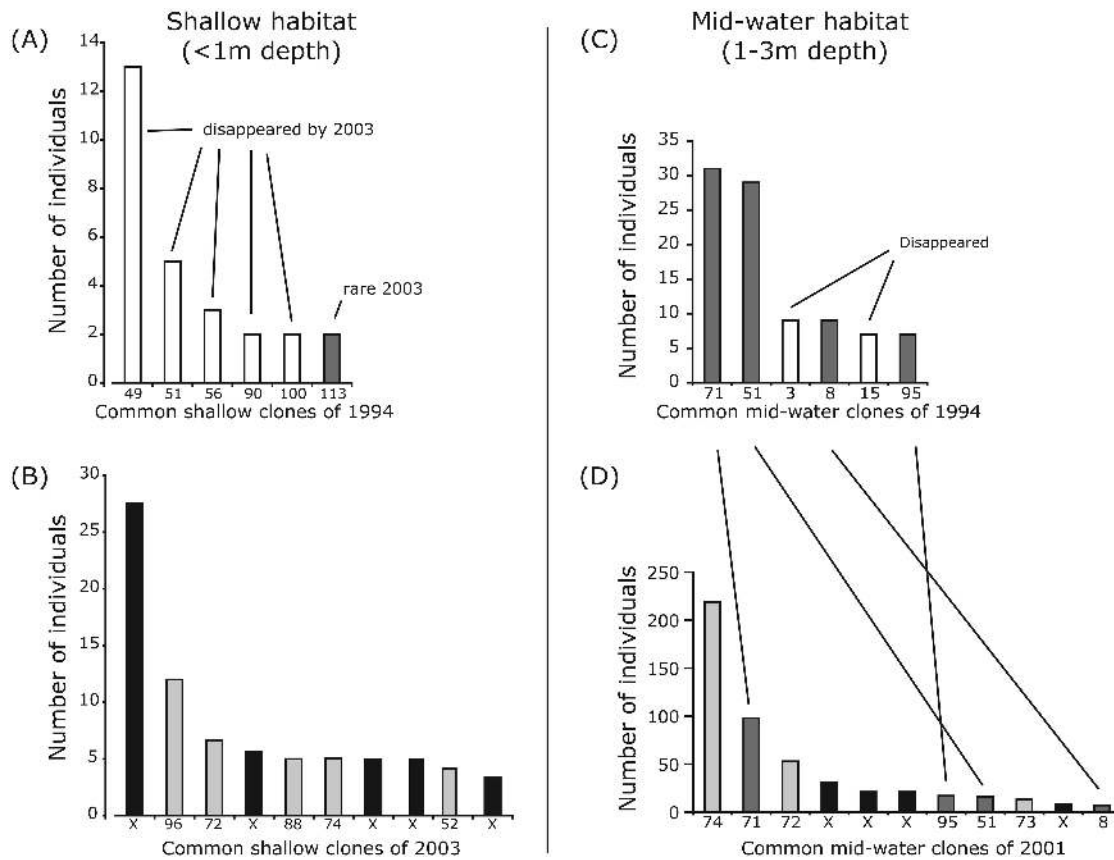 (A)
Shallow habitat
(<1m depth)
Number of individuals
14
12
10
8
6
4
2
0
disappeared by 2003
rare 2003
49 51 56 90 100 113
Common shallow clones of 1994
(B)
Number of individuals
30
25
20
15
10
5
0
X 96 72 X 88 74 X X 52 X
Common shallow clones of 2003
(C)
Mid-water habitat
(1-3m depth)
Number of individuals
35
30
25
20
15
10
5
0
Disappeared
71 51 3 8 15 95
Common mid-water clones of 1994
(D)
Number of individuals
250
200
150
100
50
0
74 71 72 X X X 95 51 73 X 8
Common mid-water clones of 2001